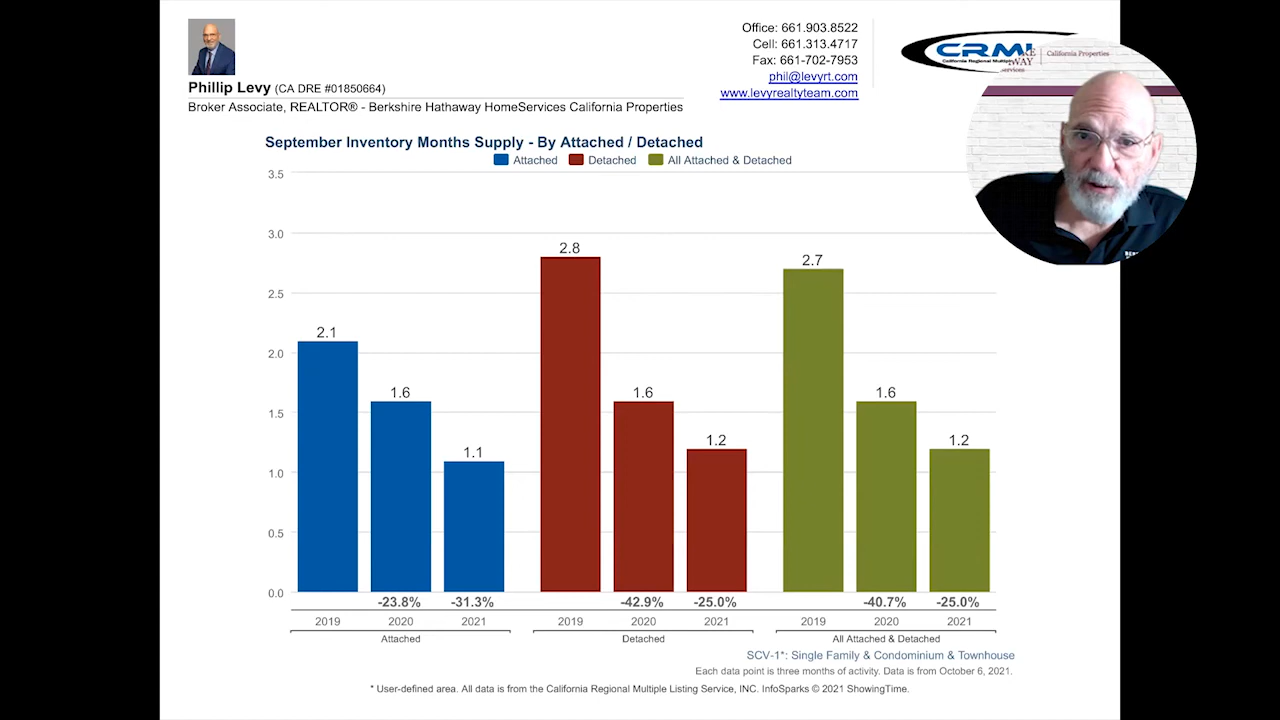 Office: 661.903.8522
Cell: 661.313.4717
Fax: 661-702-7953
phil@levyrt.com
www.levyrealtyteam.com
Phillip Levy (CA DRE #01850664)
Broker Associate, REALTOR® - Berkshire Hathaway HomeServices California Properties
California Regional Multiple
California Properties
WAY
September Inventory Months Supply - By Attached / Detached
Attached Detached All Attached & Detached
3.5
3.0
2.5
2.0
1.5
1.0
0.5
0.0
2.1
1.6
1.1
2.8
1.6
1.2
2.7
1.6
1.2
-23.8% -31.3% -42.9% -25.0% -40.7% -25.0%
2019 2020 2021 2019 2020 2021 2019 2020 2021
Attached Detached All Attached & Detached
SCV-1*: Single Family & Condominium & Townhouse
Each data point is three months of activity. Data is from October 6, 2021.
* User-defined area. All data is from the California Regional Multiple Listing Service, INC. InfoSparks © 2021 ShowingTime.